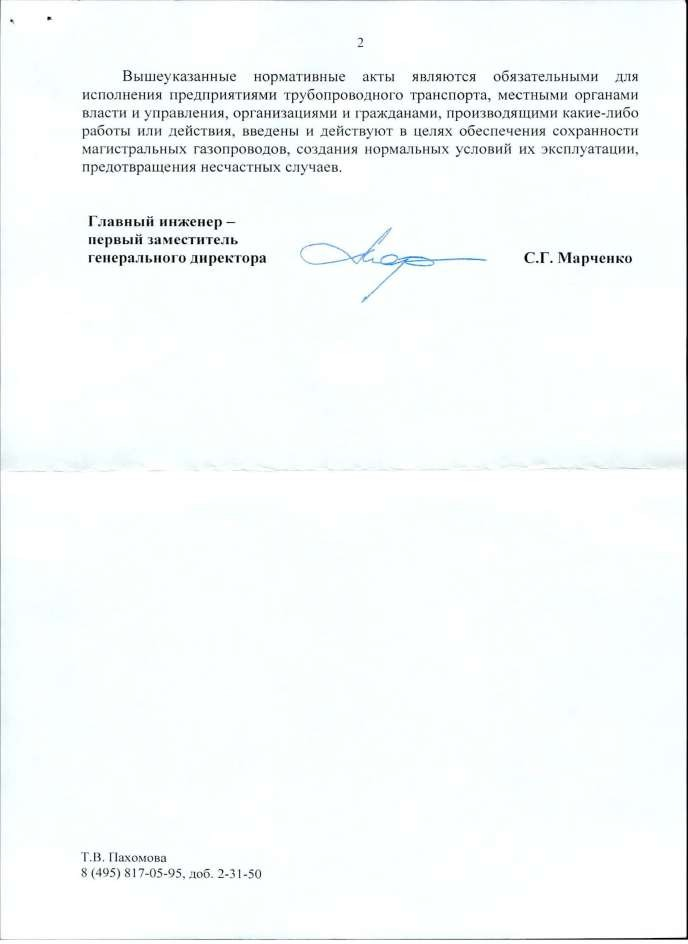 2
Вышеуказанные нормативные акты являются обязательными для
исполнения предприятиями трубопроводного транспорта, местными органами
власти и управления, организациями и гражданами, производящими какие-либо
работы или действия, введены и действуют в целях обеспечения сохранности
магистральных газопроводов, создания нормальных условий их эксплуатации,
предотвращения несчастных случаев.
Главный инженер –
первый заместитель
генерального директора
С.Г. Марченко
Т.В. Пахомова
8 (495) 817-05-95, доб. 2-31-50